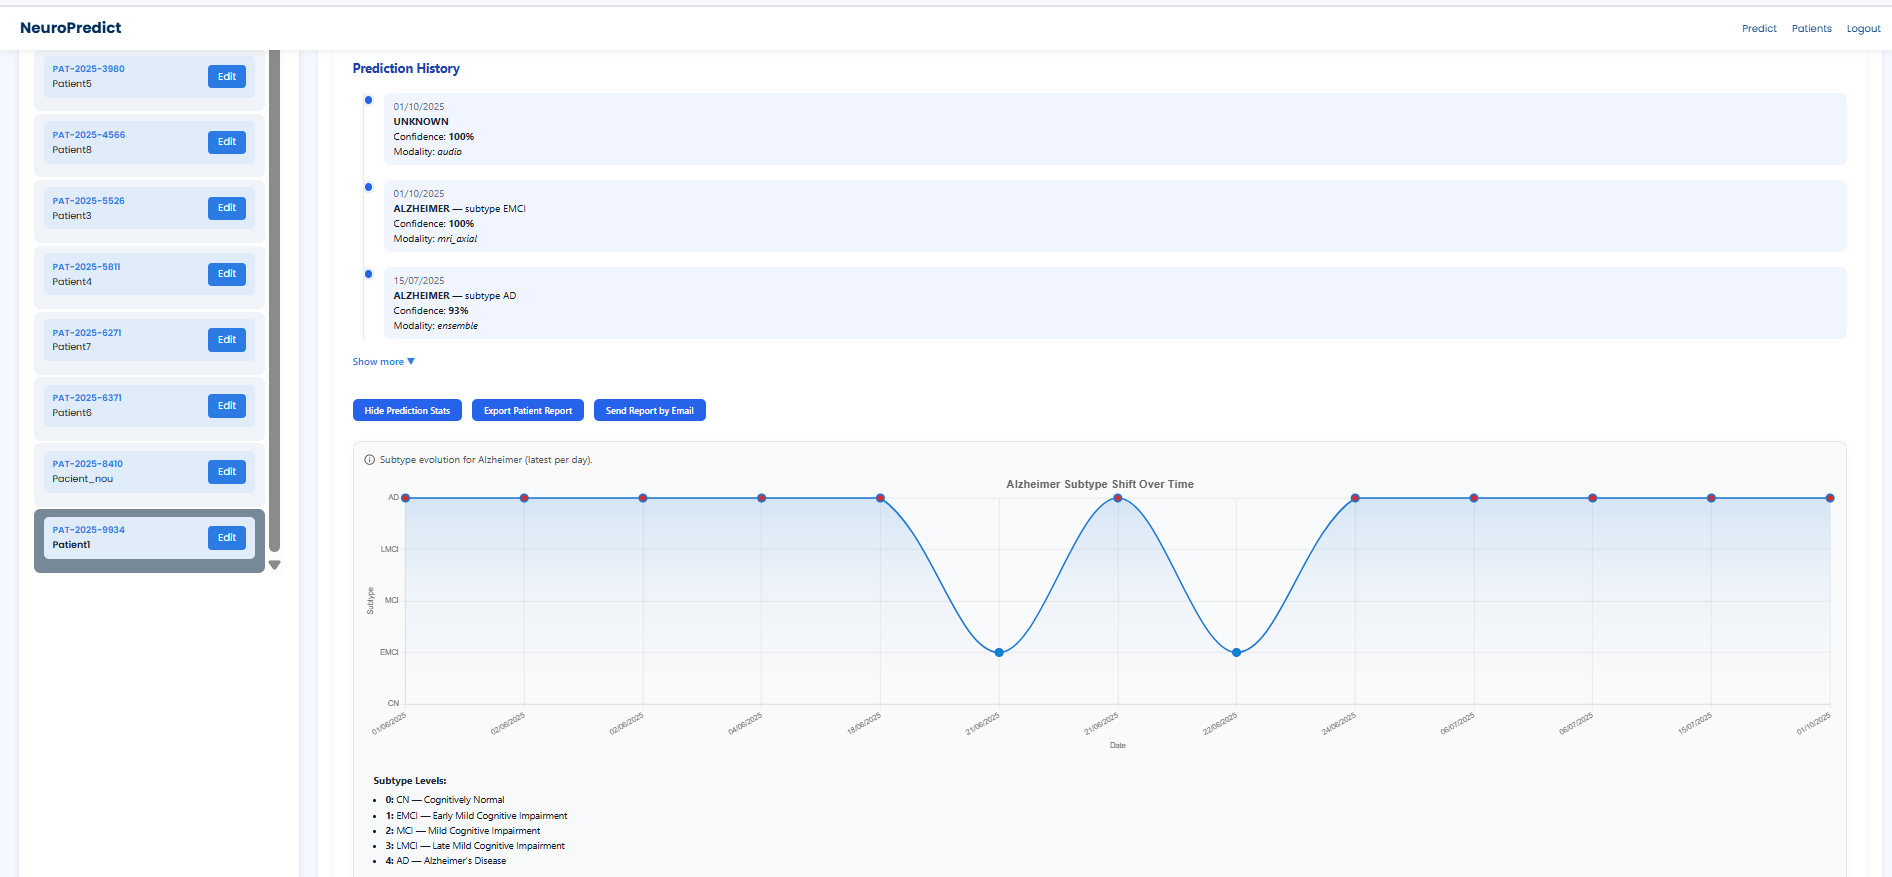 NeuroPredict
Predict
Patients
Logout
PAT-2025-3980
Patient5
Edit
PAT-2025-4566
Patient8
Edit
PAT-2025-5526
Patient3
Edit
PAT-2025-5811
Patient4
Edit
PAT-2025-6271
Patient7
Edit
PAT-2025-6371
Patient6
Edit
PAT-2025-8410
Pacient_nou
Edit
PAT-2025-9934
Patient1
Edit
Prediction History
01/10/2025
UNKNOWN
Confidence: 100%
Modality: audio
01/10/2025
ALZHEIMER — subtype EMCI
Confidence: 100%
Modality: mri_axial
15/07/2025
ALZHEIMER — subtype AD
Confidence: 93%
Modality: ensemble
Show more ▼
Hide Prediction Stats
Export Patient Report
Send Report by Email
Subtype evolution for Alzheimer (latest per day).
Alzheimer Subtype Shift Over Time
AD
LMCI
MCI
EMCI
CN
Subtype
01/06/2025
02/06/2025
02/06/2025
04/06/2025
18/06/2025
21/06/2025
21/06/2025
22/06/2025
24/06/2025
06/07/2025
06/07/2025
15/07/2025
01/10/2025
Date
Subtype Levels:
• 0: CN — Cognitively Normal
• 1: EMCI — Early Mild Cognitive Impairment
• 2: MCI — Mild Cognitive Impairment
• 3: LMCI — Late Mild Cognitive Impairment
• 4: AD — Alzheimer's Disease